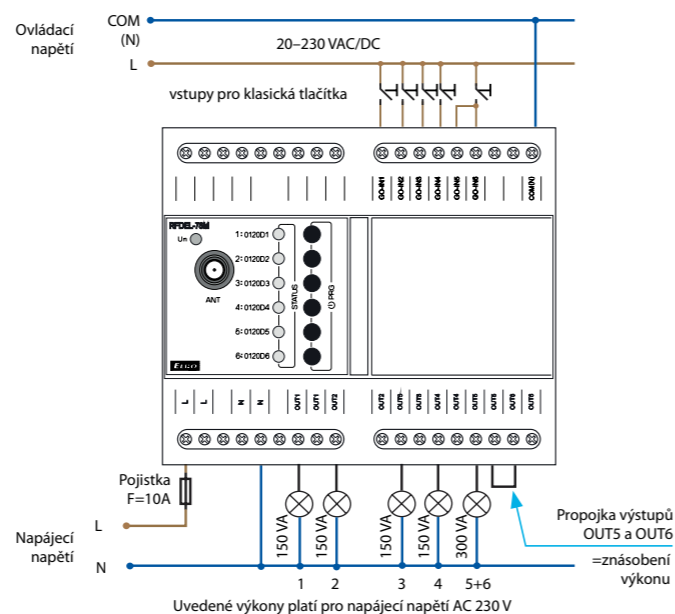 Ovládací
napětí
COM
(N)
L
20–230 VAC/DC
vstupy pro klasická tlačítka
GO-IN1
GO-IN2
GO-IN3
GO-IN4
GO-IN5
GO-IN6
COM(N)
RFDEL-76M
Un
ANT
1: 0120D1
2: 0120D2
3: 0120D3
4: 0120D4
5: 0120D5
6: 0120D6
STATUS
PRG
ELKO
L
L
N
N
OUT1
OUT1
OUT2
OUT2
OUT3
OUT3
OUT4
OUT4
OUT5
OUT5
OUT6
OUT6
Pojistka
F=10A
150 VA
150 VA
150 VA
150 VA
300 VA
Propojka výstupů
OUT5 a OUT6
=znásobení
výkonu
Napájecí
napětí
L
N
1
2
3
4
5+6
Uvedené výkony platí pro napájecí napětí AC 230 V